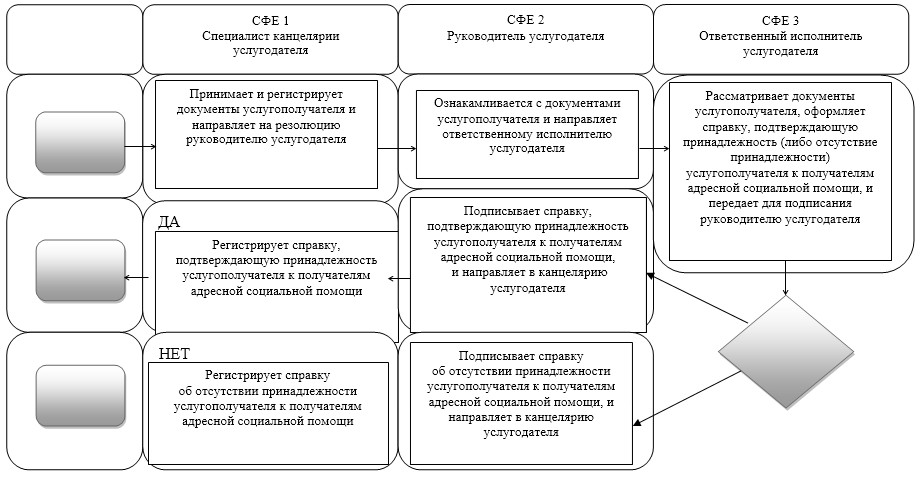 СФЕ 1
Специалист канцелярии
услугодателя
СФЕ 2
Руководитель услугодателя
СФЕ 3
Ответственный исполнитель
услугодателя
Принимает и регистрирует
документы услугополучателя и
направляет на резолюцию
руководителю услугодателя
Ознакамливается с документами
услугополучателя и направляет
ответственному исполнителю
услугодателя
Рассматривает документы
услугополучателя, оформляет
справку, подтверждающую
принадлежность (либо отсутствие
принадлежности)
услугополучателя к получателям
адресной социальной помощи, и
передает для подписания
руководителю услугодателя
ДА
Регистрирует справку,
подтверждающую принадлежность
услугополучателя к получателям
адресной социальной помощи
Подписывает справку,
подтверждающую принадлежность
услугополучателя к получателям
адресной социальной помощи,
и направляет в канцелярию
услугодателя
НЕТ
Регистрирует справку
об отсутствии принадлежности
услугополучателя к получателям
адресной социальной помощи
Подписывает справку
об отсутствии принадлежности
услугополучателя к получателям
адресной социальной помощи, и
направляет в канцелярию
услугодателя